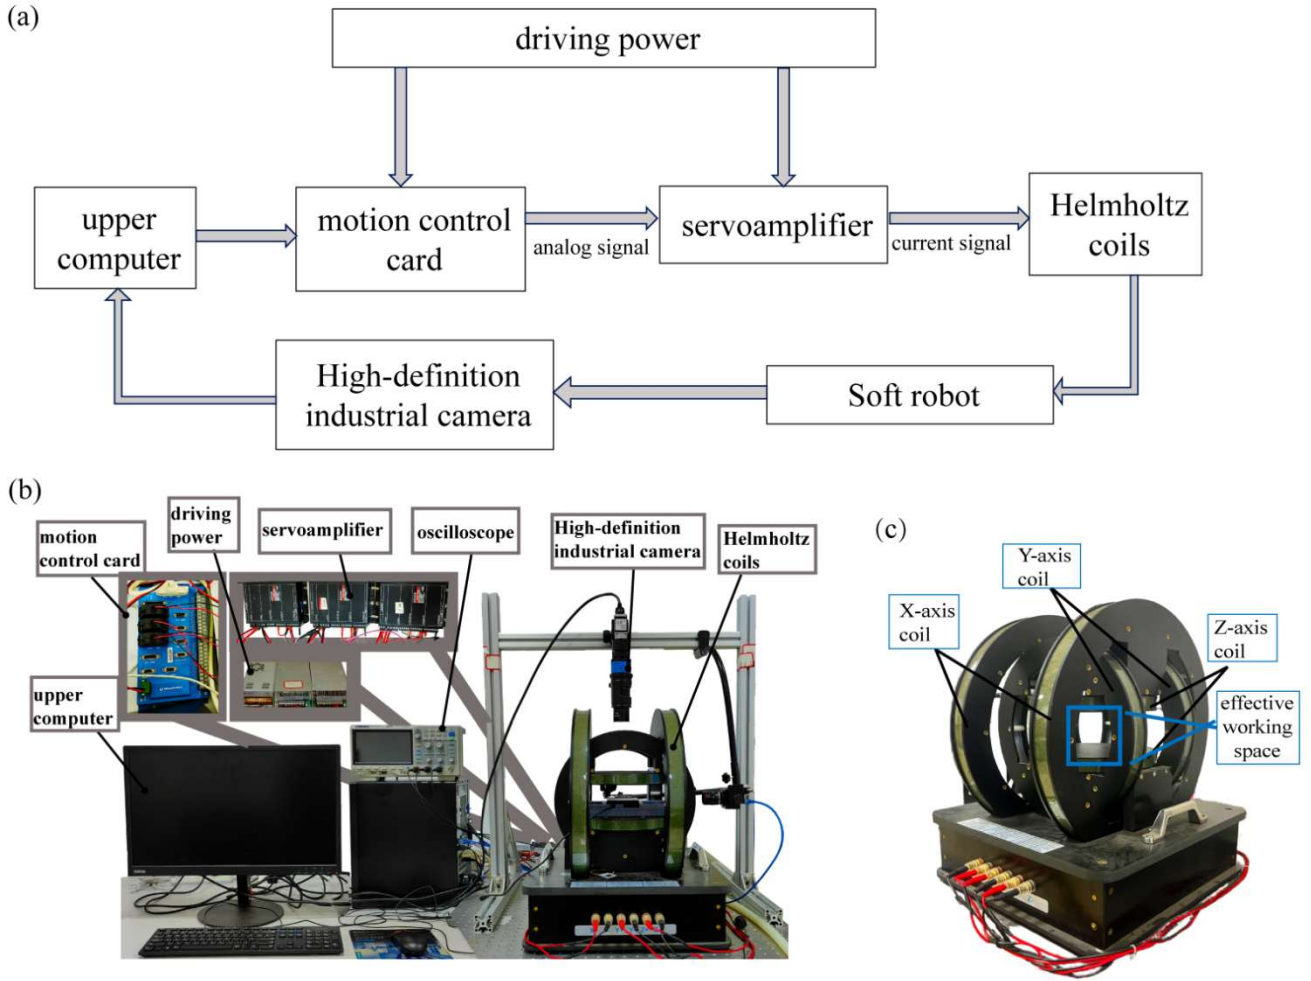 (a)
driving power
upper
computer
motion control
card
analog signal
servoamplifier
current signal
Helmholtz
coils
High-definition
industrial camera
Soft robot
(b)
motion
control card
driving
power
servoamplifier
oscilloscope
High-definition
industrial camera
Helmholtz
coils
upper
computer
(c)
Y-axis
coil
X-axis
coil
Z-axis
coil
effective
working
space